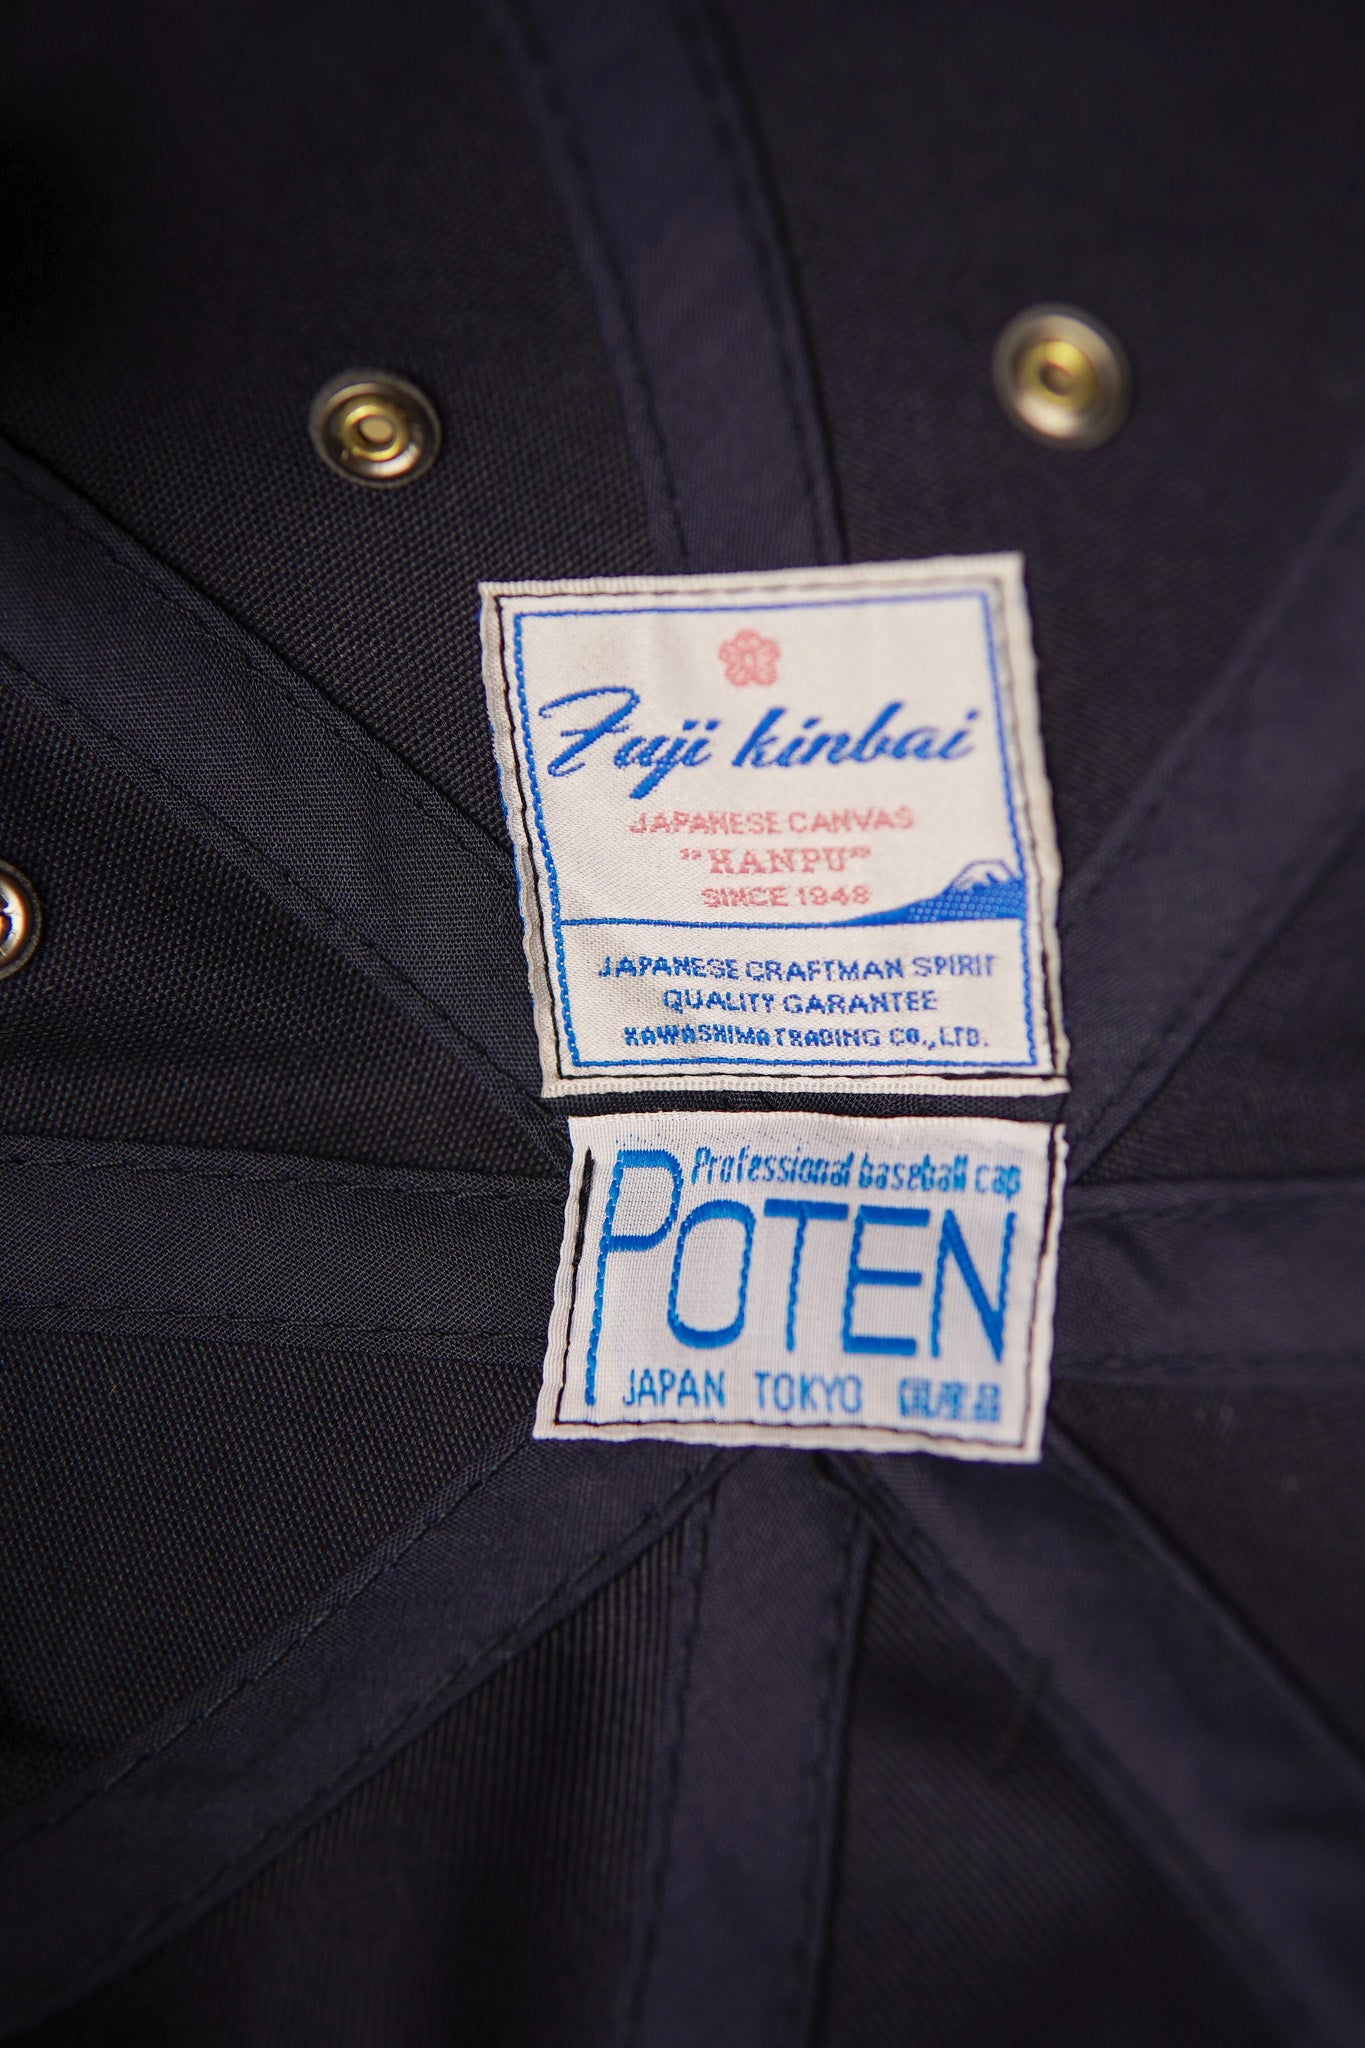 Fuji kinbai
JAPANESE CANVAS
"HANPU"
SINCE 1948
JAPANESE CRAFTMAN SPIRIT
QUALITY GARANTEE
KAWASHIMA TRADING CO., LTD.
Professional baseball cap
POTEN
JAPAN TOKYO 国産品